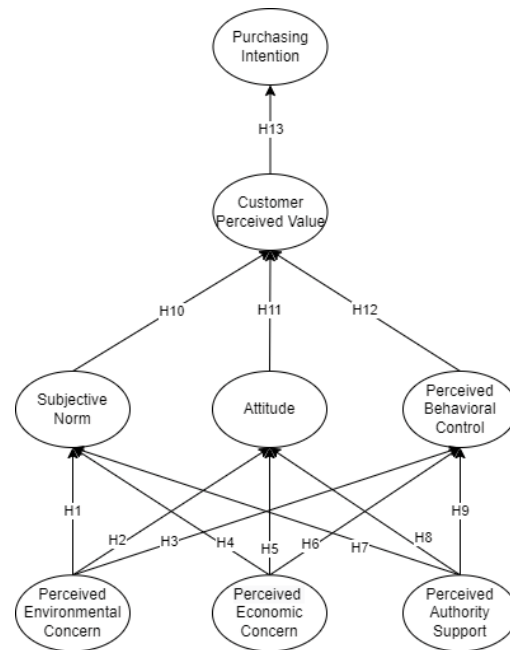 Purchasing
Intention
H13
Customer
Perceived Value
H10
H11
H12
Subjective
Norm
Attitude
Perceived
Behavioral
Control
H1
H2
H3
H4
H5
H6
H7
H8
H9
Perceived
Environmental
Concern
Perceived
Economic
Concern
Perceived
Authority
Support